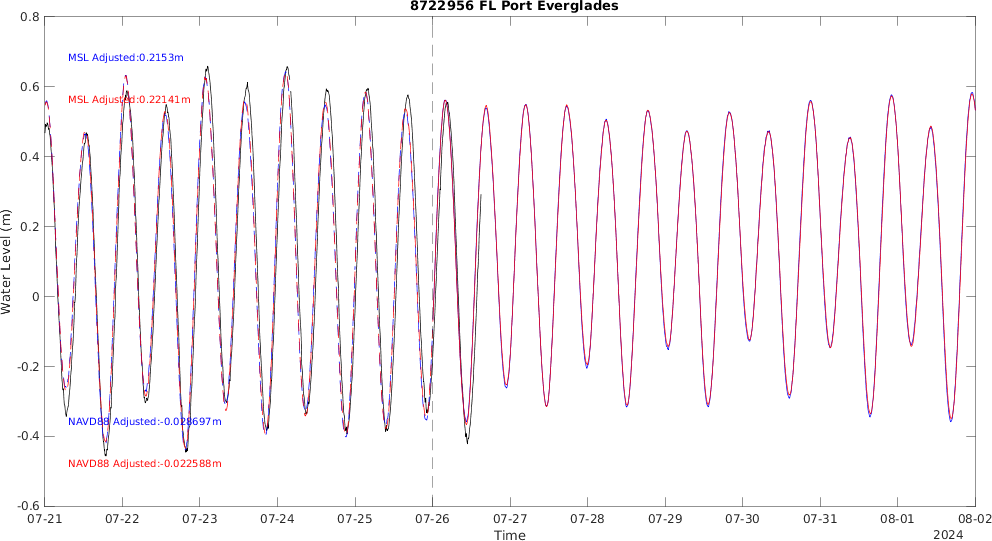 8722956 FL Port Everglades
0.8
MSL Adjusted:0.2153m
0.6
MSL Adjusted:0.22141m
0.4
0.2
Water Level (m)
0
-0.2
NAVD88 Adjusted:-0.028697m
-0.4
NAVD88 Adjusted:-0.022588m
-0.6
07-21 07-22 07-23 07-24 07-25 07-26 07-27 07-28 07-29 07-30 07-31 08-01 08-02
Time
2024